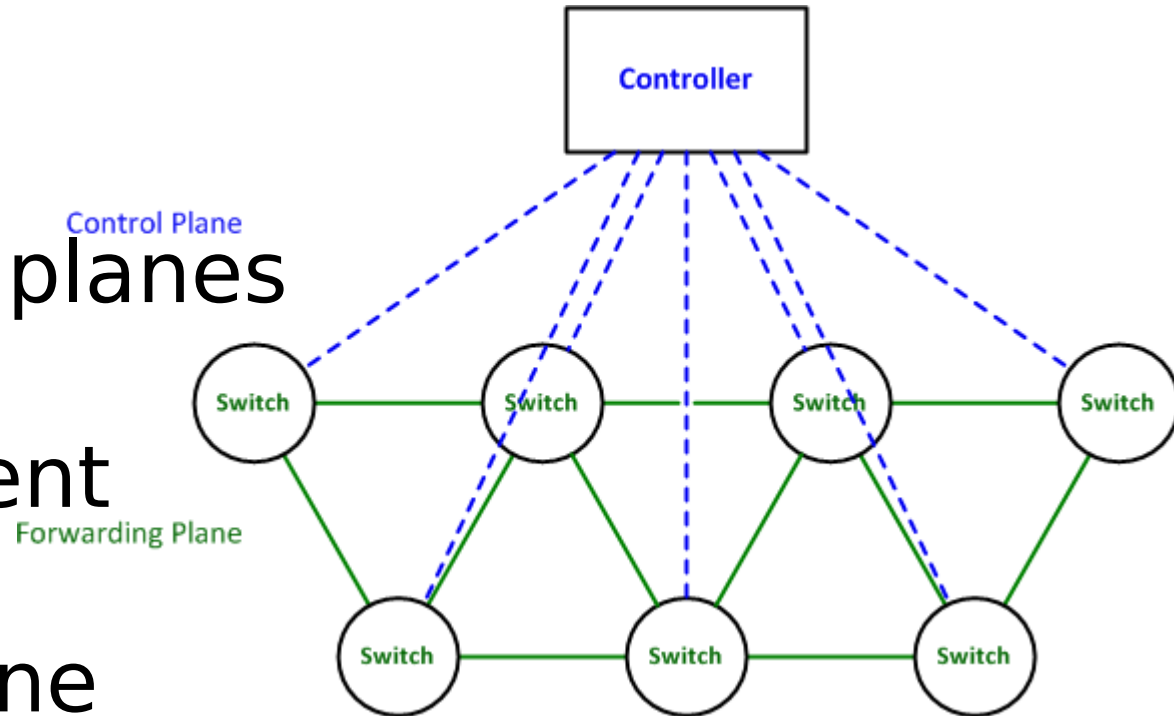 Controller
Control Plane
planes
Switch Switch Switch Switch
ent
Forwarding Plane
Switch Switch Switch
ne